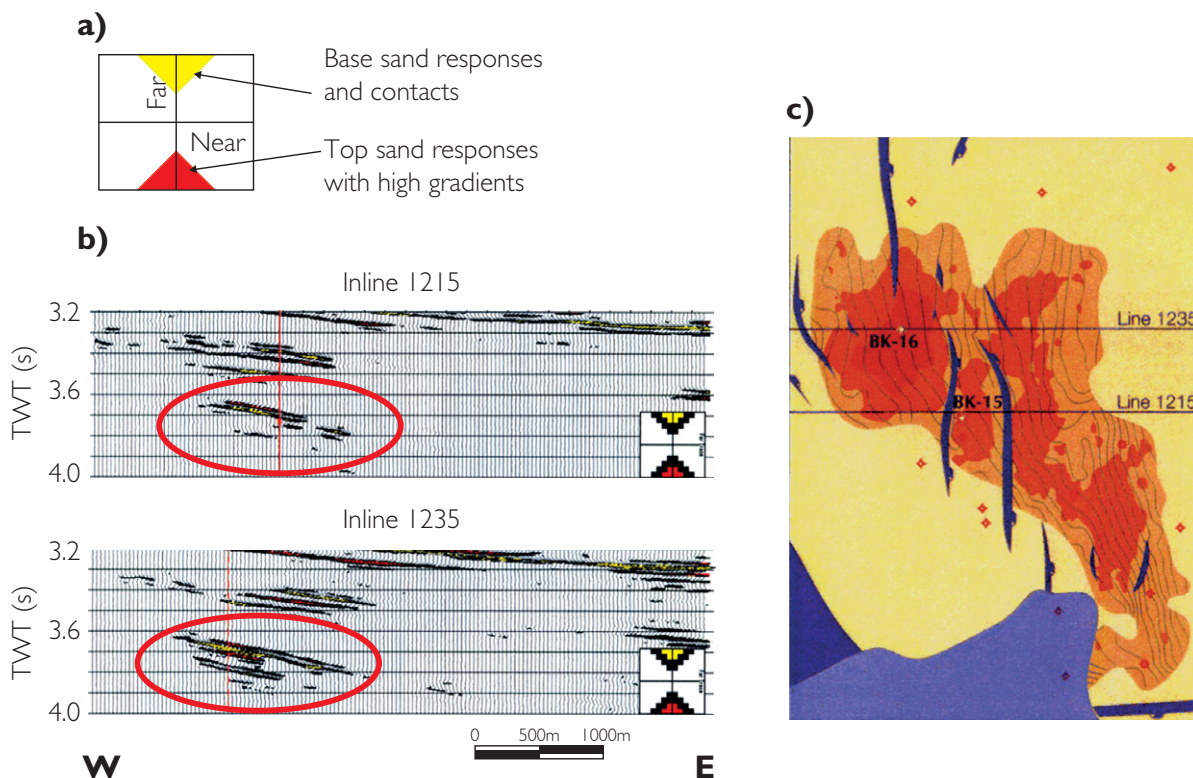 a)
Far
Near
Base sand responses
and contacts
Top sand responses
with high gradients
b)
Inline 1215
TWT (s)
3.2
3.6
4.0
Inline 1235
TWT (s)
3.2
3.6
4.0
0 500m 1000m
W E
c)
Line 1235
BK-16
BK-15
Line 1215